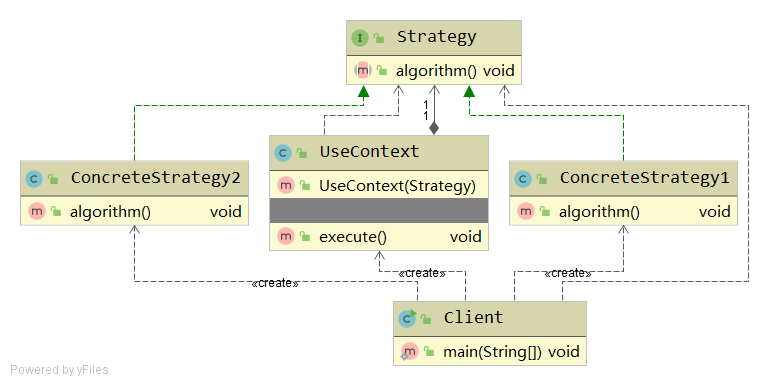 I Strategy
m algorithm() void
1
1
C UseContext
m UseContext(Strategy)
m execute() void
C ConcreteStrategy2
m algorithm() void
C ConcreteStrategy1
m algorithm() void
«create»
«create»
«create»
C Client
m main(String[]) void
Powered by yFiles